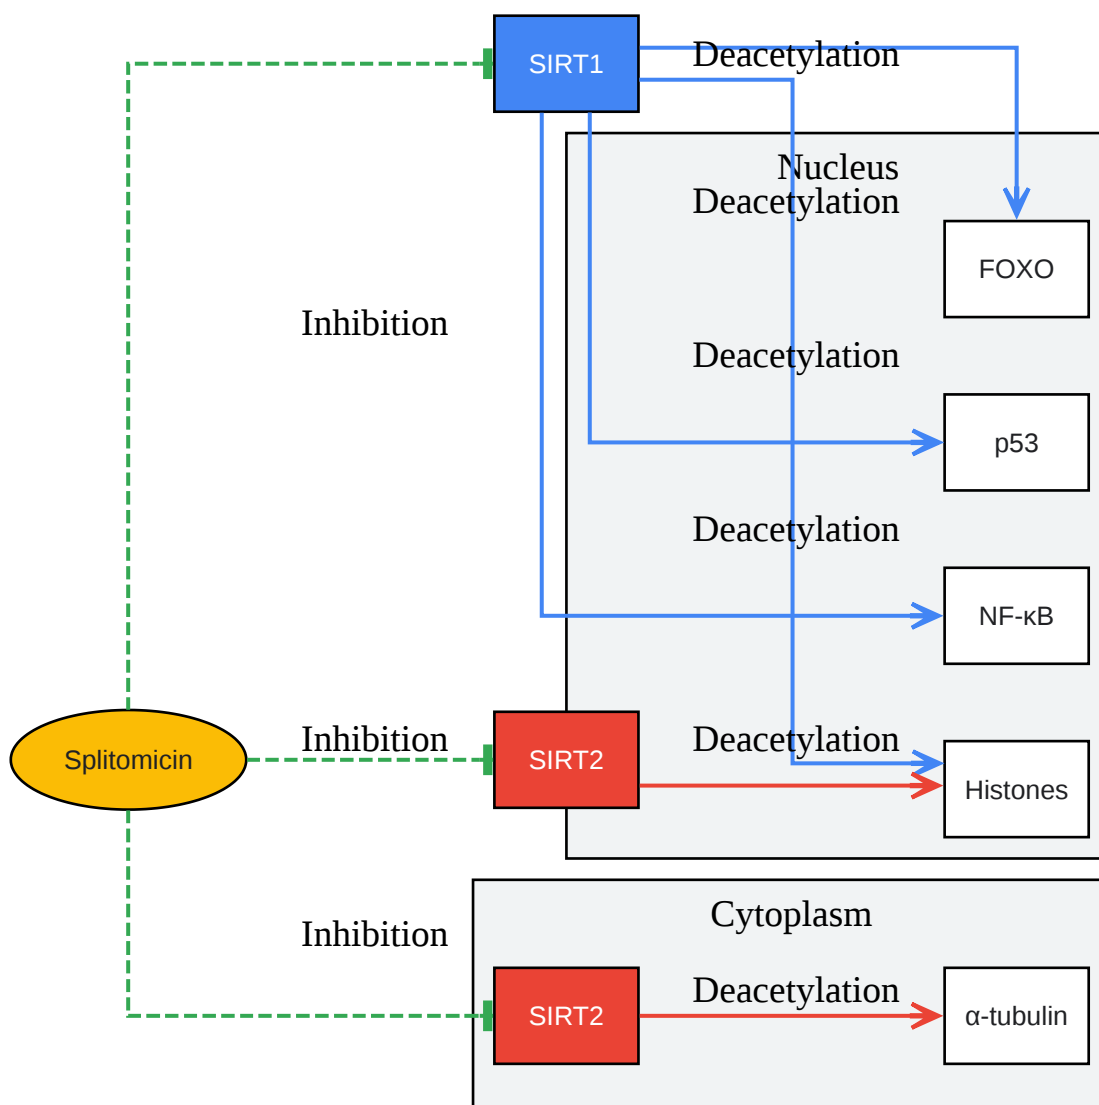 SIRT1
Deacetylation
Nucleus
Deacetylation
FOXO
Inhibition
Deacetylation
p53
Deacetylation
NF-κB
Splitomicin
Inhibition
SIRT2
Deacetylation
Histones
Cytoplasm
Inhibition
SIRT2
Deacetylation
α-tubulin